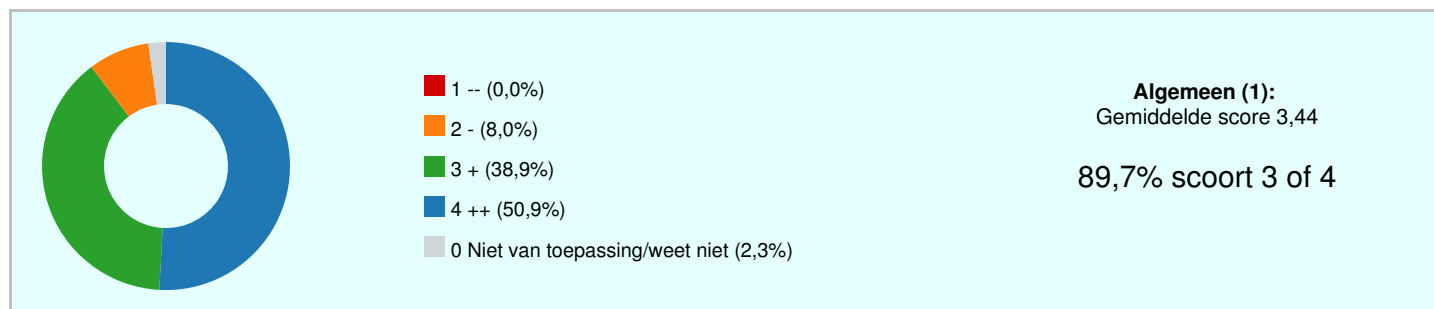 1 -- (0,0%)
2 - (8,0%)
3 + (38,9%)
4 ++ (50,9%)
0 Niet van toepassing/weet niet (2,3%)
Algemeen (1):
Gemiddelde score 3,44
89,7% scoort 3 of 4